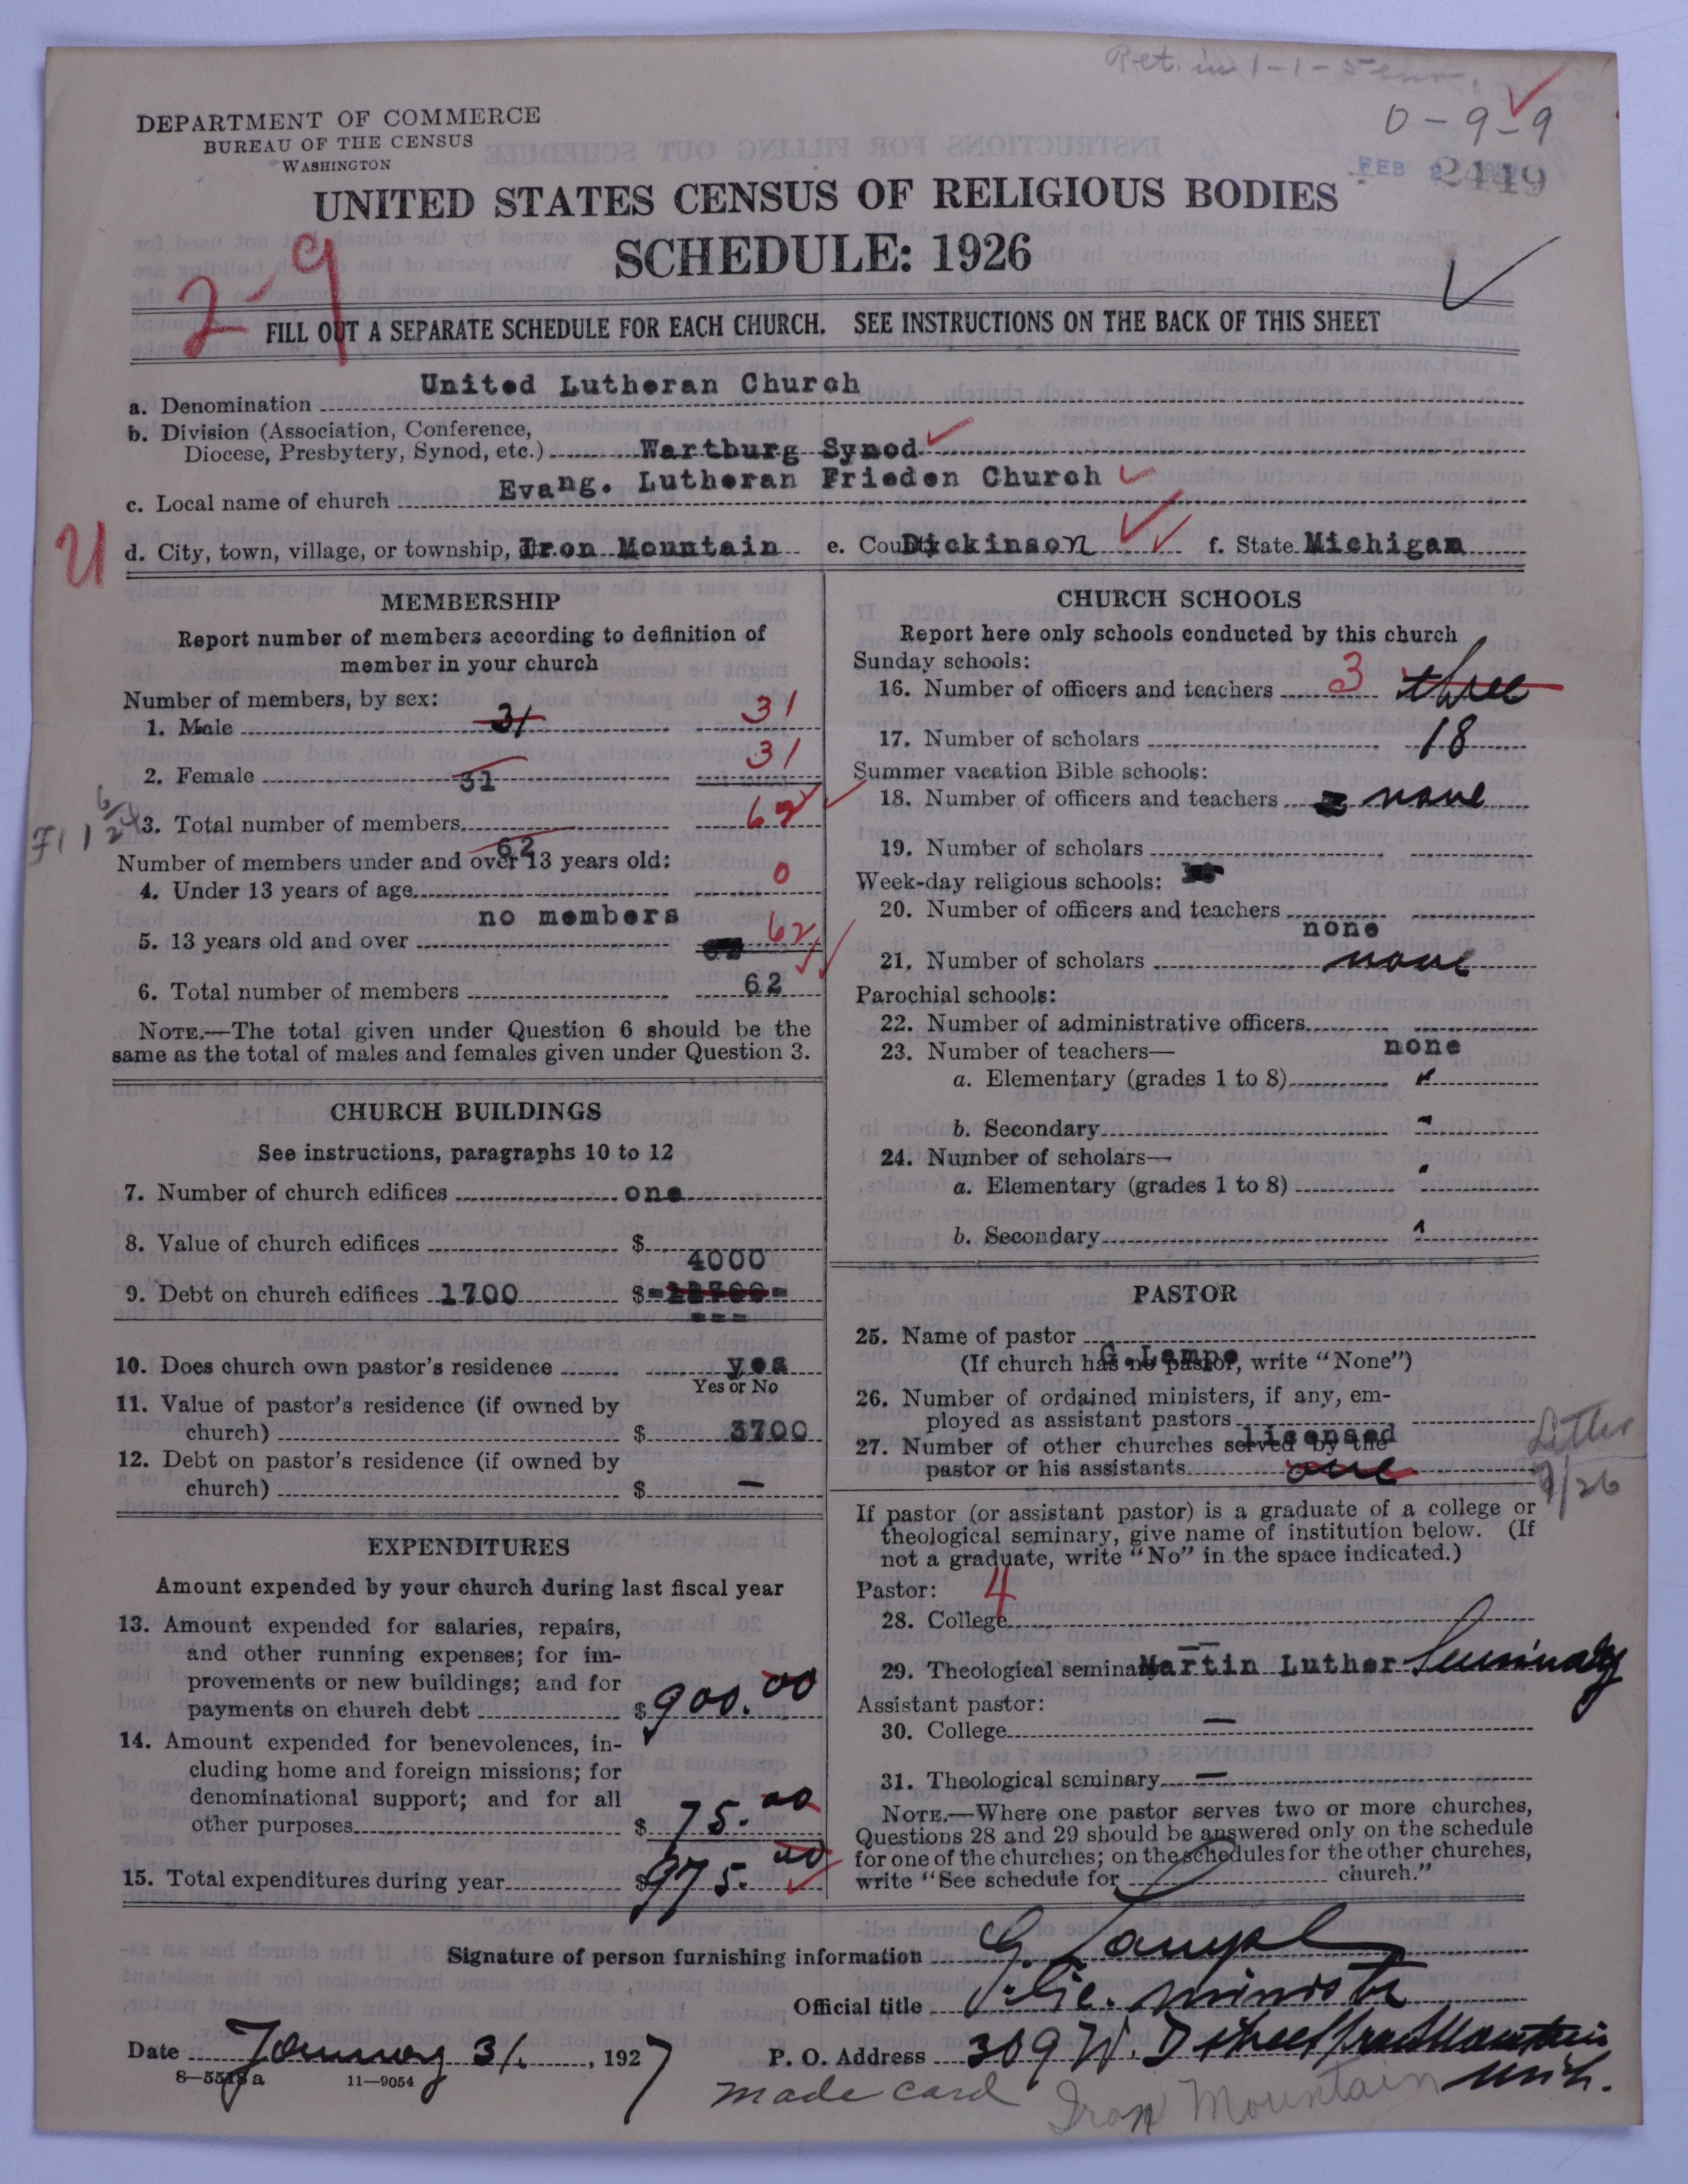 Ret. in 1-1-5
0-9-9
DEPARTMENT OF COMMERCE
BUREAU OF THE CENSUS
WASHINGTON
FEB 2
2449
UNITED STATES CENSUS OF RELIGIOUS BODIES
SCHEDULE: 1926
2-9
FILL OUT A SEPARATE SCHEDULE FOR EACH CHURCH. SEE INSTRUCTIONS ON THE BACK OF THIS SHEET
a. Denomination United Lutheran Church
b. Division (Association, Conference,
Diocese, Presbytery, Synod, etc.) Wartburg Synod
c. Local name of church Evang. Lutheran Frieden Church
U
d. City, town, village, or township, Iron Mountain e. County Dickinson f. State Michigan
MEMBERSHIP
Report number of members according to definition of
member in your church
Number of members, by sex:
1. Male 31 31
2. Female 31 31
3. Total number of members 62 62
Number of members under and over 13 years old:
4. Under 13 years of age no members 0
5. 13 years old and over 62
6. Total number of members 62
NOTE.—The total given under Question 6 should be the
same as the total of males and females given under Question 3.
CHURCH BUILDINGS
See instructions, paragraphs 10 to 12
7. Number of church edifices one
8. Value of church edifices $ 4000
9. Debt on church edifices 1700 $
10. Does church own pastor's residence yes
Yes or No
11. Value of pastor's residence (if owned by
church) $ 3700
12. Debt on pastor's residence (if owned by
church) $ —
EXPENDITURES
Amount expended by your church during last fiscal year
13. Amount expended for salaries, repairs,
and other running expenses; for im-
provements or new buildings; and for
payments on church debt $ 900.00
14. Amount expended for benevolences, in-
cluding home and foreign missions; for
denominational support; and for all
other purposes $ 75.00
15. Total expenditures during year $ 975.00
CHURCH SCHOOLS
Report here only schools conducted by this church
Sunday schools:
16. Number of officers and teachers 3 three
17. Number of scholars 18
Summer vacation Bible schools:
18. Number of officers and teachers none
19. Number of scholars
Week-day religious schools:
20. Number of officers and teachers none
21. Number of scholars none
Parochial schools:
22. Number of administrative officers
23. Number of teachers— none
a. Elementary (grades 1 to 8) "
b. Secondary "
24. Number of scholars—
a. Elementary (grades 1 to 8) "
b. Secondary "
PASTOR
25. Name of pastor G. Lampe
(If church has no pastor, write "None")
26. Number of ordained ministers, if any, em-
ployed as assistant pastors licensed
27. Number of other churches served by the
pastor or his assistants one
Letter
9/26
If pastor (or assistant pastor) is a graduate of a college or
theological seminary, give name of institution below. (If
not a graduate, write "No" in the space indicated.)
Pastor: 4
28. College — —
29. Theological seminary Martin Luther Seminary
Assistant pastor:
30. College —
31. Theological seminary —
NOTE.—Where one pastor serves two or more churches,
Questions 28 and 29 should be answered only on the schedule
for one of the churches; on the schedules for the other churches,
write "See schedule for church."
Signature of person furnishing information G. Lampe
Official title Lic. minister
Date January 31, 1927 P. O. Address 309 W. D street Iron Mountain
Mich.
8-5518a 11—9054
made card Iron Mountain